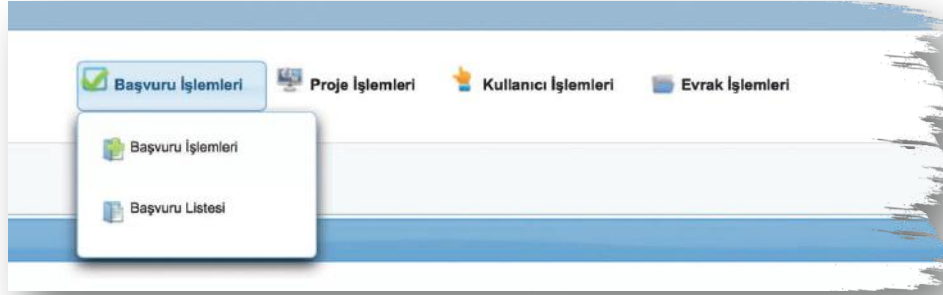 Başvuru İşlemleri Proje İşlemleri Kullanıcı İşlemleri Evrak İşlemleri
Başvuru İşlemleri
Başvuru Listesi